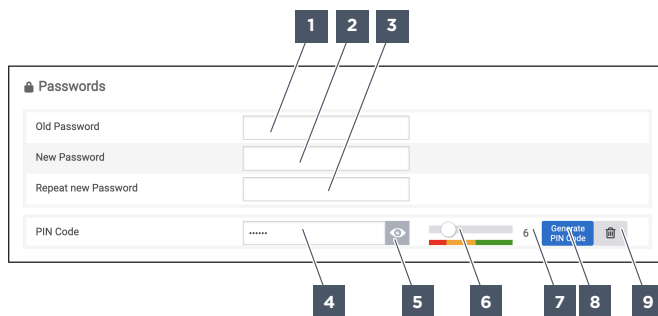 1 2 3
Passwords
Old Password
New Password
Repeat new Password
PIN Code ······ 6 Generate
PIN Code
4 5 6 7 8 9